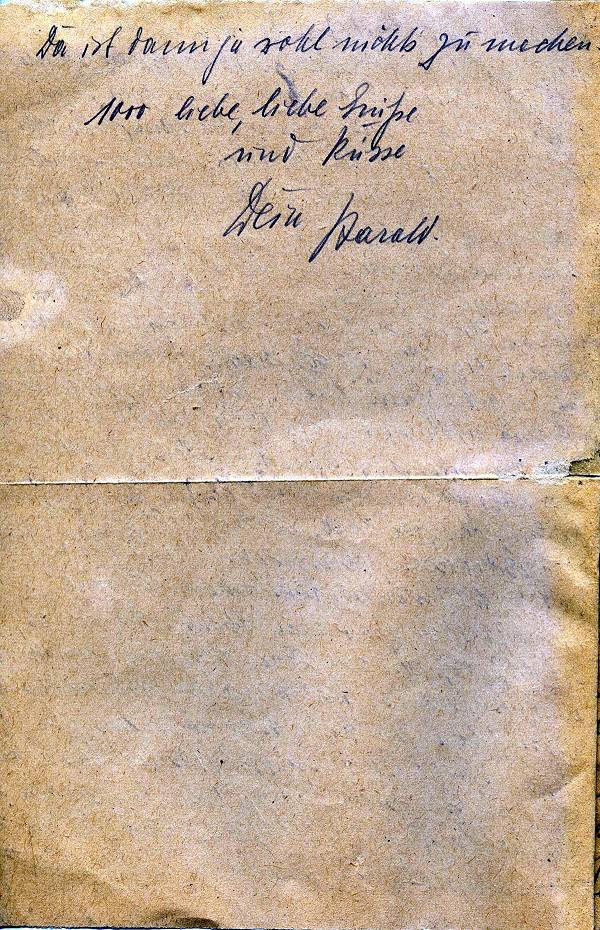 Da ist dann ja wohl nichts zu machen.
1000 liebe, liebe Grüße
und Küsse
Dein Harald.